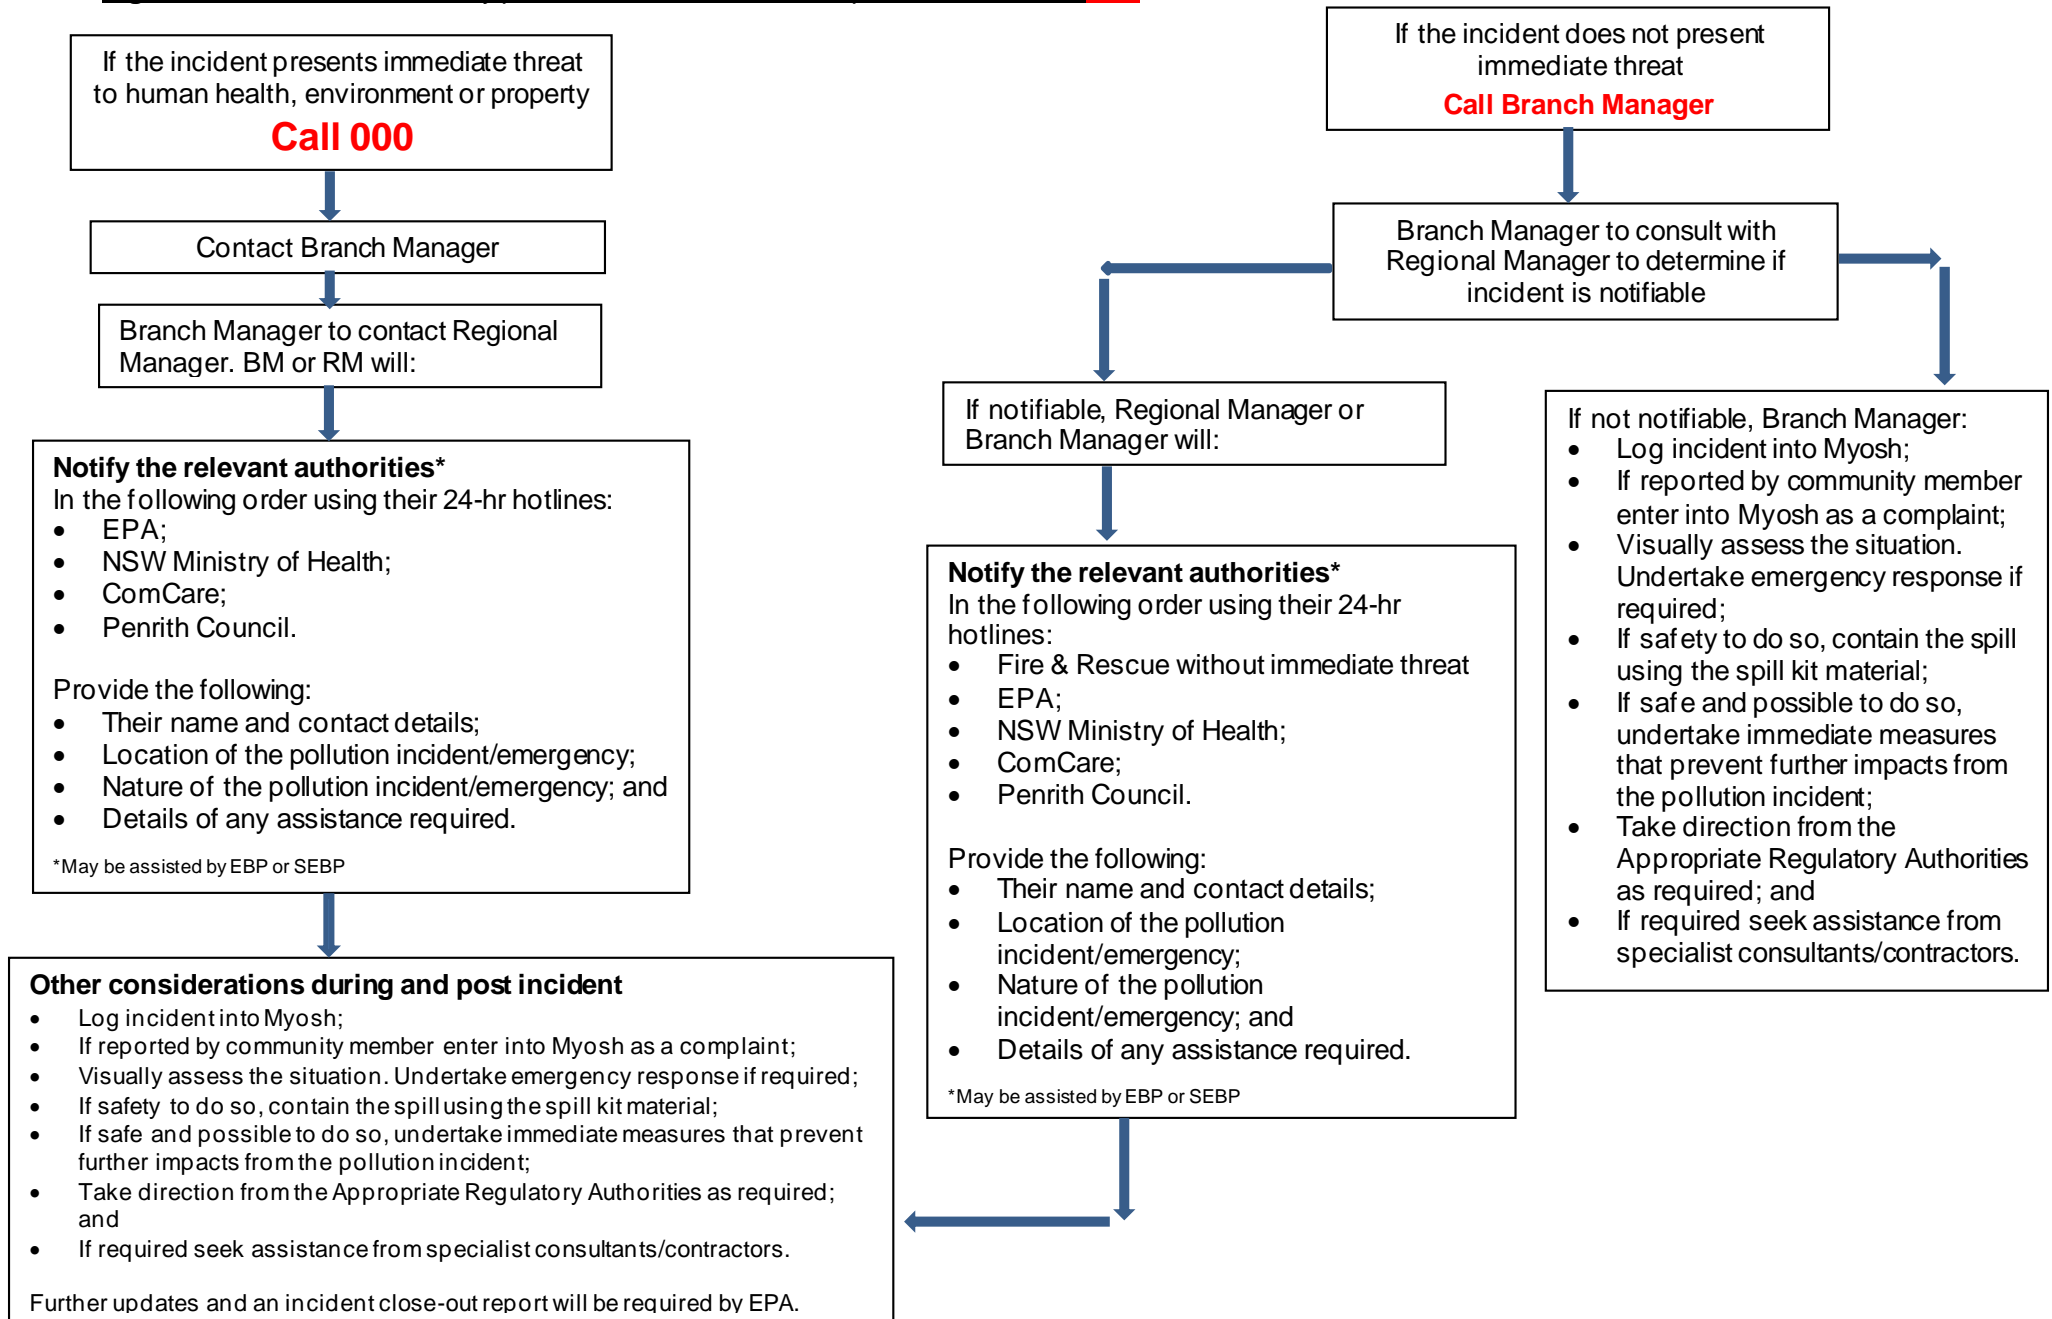 If the incident presents immediate threat
to human health, environment or property
Call 000
Contact Branch Manager
Branch Manager to contact Regional
Manager. BM or RM will:
Notify the relevant authorities*
In the following order using their 24-hr hotlines:
• EPA;
• NSW Ministry of Health;
• ComCare;
• Penrith Council.
Provide the following:
• Their name and contact details;
• Location of the pollution incident/emergency;
• Nature of the pollution incident/emergency; and
• Details of any assistance required.
*May be assisted by EBP or SEBP
Other considerations during and post incident
• Log incident into Myosh;
• If reported by community member enter into Myosh as a complaint;
• Visually assess the situation. Undertake emergency response if required;
• If safety to do so, contain the spill using the spill kit material;
• If safe and possible to do so, undertake immediate measures that prevent
further impacts from the pollution incident;
• Take direction from the Appropriate Regulatory Authorities as required;
and
• If required seek assistance from specialist consultants/contractors.
Further updates and an incident close-out report will be required by EPA.
If the incident does not present
immediate threat
Call Branch Manager
Branch Manager to consult with
Regional Manager to determine if
incident is notifiable
If notifiable, Regional Manager or
Branch Manager will:
Notify the relevant authorities*
In the following order using their 24-hr
hotlines:
• Fire & Rescue without immediate threat
• EPA;
• NSW Ministry of Health;
• ComCare;
• Penrith Council.
Provide the following:
• Their name and contact details;
• Location of the pollution
incident/emergency;
• Nature of the pollution
incident/emergency; and
• Details of any assistance required.
*May be assisted by EBP or SEBP
If not notifiable, Branch Manager:
• Log incident into Myosh;
• If reported by community member
enter into Myosh as a complaint;
• Visually assess the situation.
Undertake emergency response if
required;
• If safety to do so, contain the spill
using the spill kit material;
• If safe and possible to do so,
undertake immediate measures
that prevent further impacts from
the pollution incident;
• Take direction from the
Appropriate Regulatory Authorities
as required; and
• If required seek assistance from
specialist consultants/contractors.